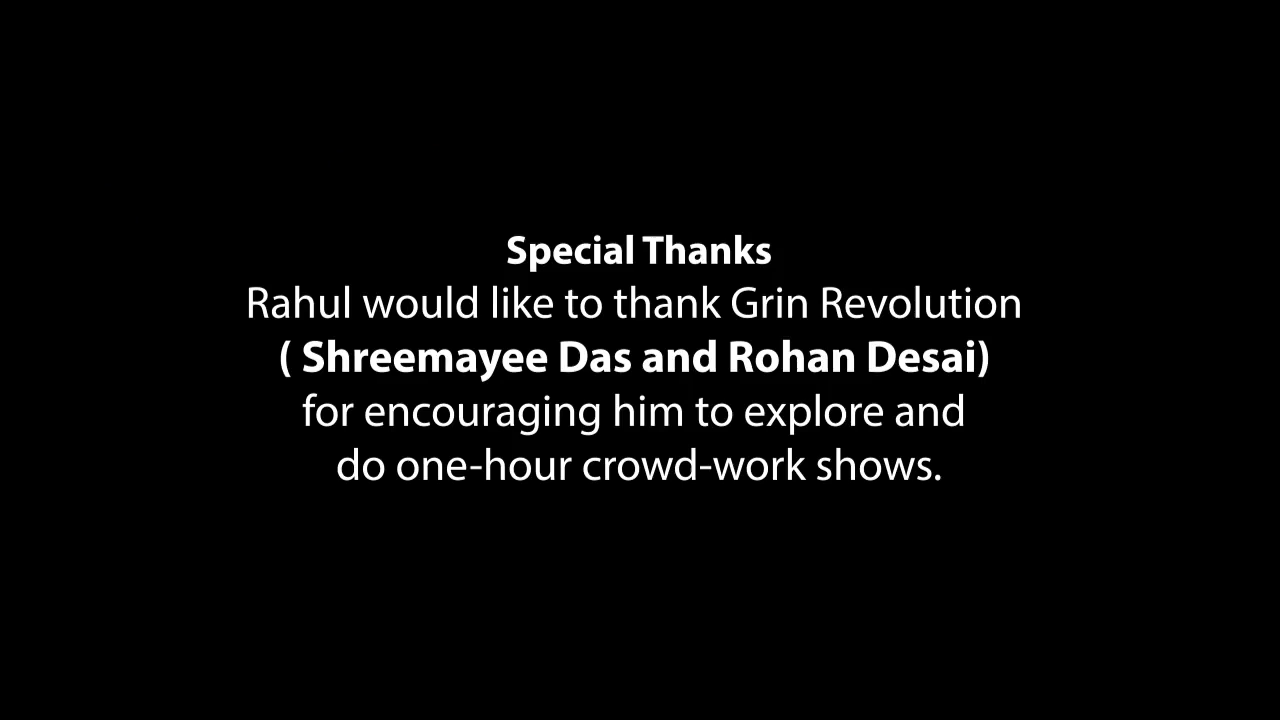 Special Thanks
Rahul would like to thank Grin Revolution
( Shreemayee Das and Rohan Desai)
for encouraging him to explore and
do one-hour crowd-work shows.